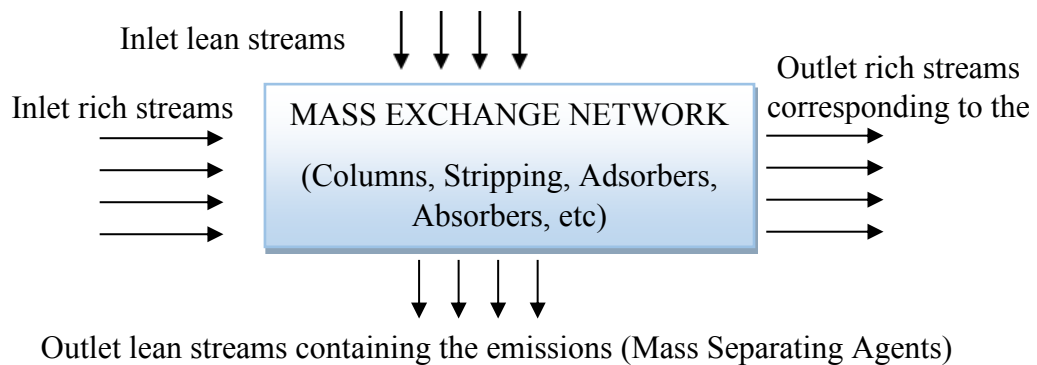 Inlet lean streams
Inlet rich streams
MASS EXCHANGE NETWORK
(Columns, Stripping, Adsorbers,
Absorbers, etc)
Outlet rich streams
corresponding to the
Outlet lean streams containing the emissions (Mass Separating Agents)